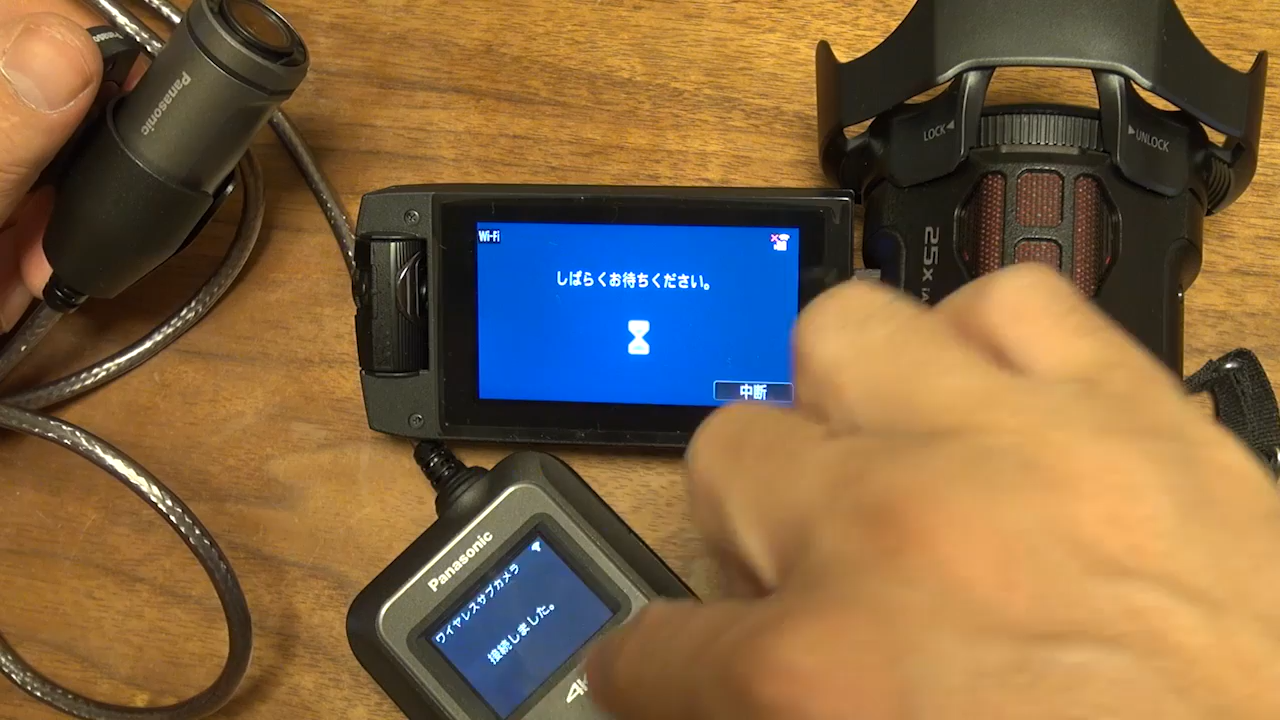 Panasonic
LOCK◀
▶UNLOCK
25x
Wi-Fi
しばらくお待ちください。
中断
Panasonic
ワイヤレスサブカメラ
接続しました。
4K